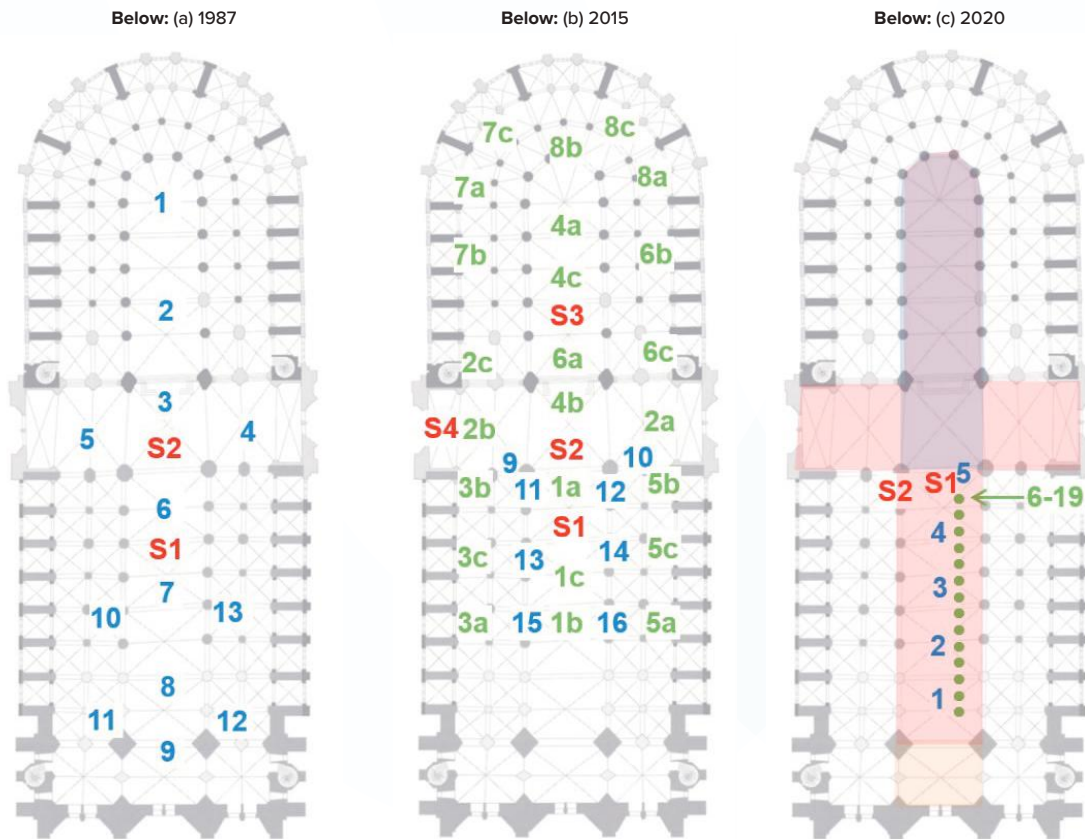 Below: (a) 1987
1
2
3
5
4
S2
6
S1
7
10
13
8
11
12
9
Below: (b) 2015
7c
8c
8b
7a
8a
4a
7b
6b
4c
S3
2c
6a
6c
4b
S4
2b
2a
S2
9
10
3b
11
1a
12
5b
S1
3c
13
14
5c
1c
3a
15
1b
16
5a
Below: (c) 2020
5
S2
S1
6-19
4
3
2
1